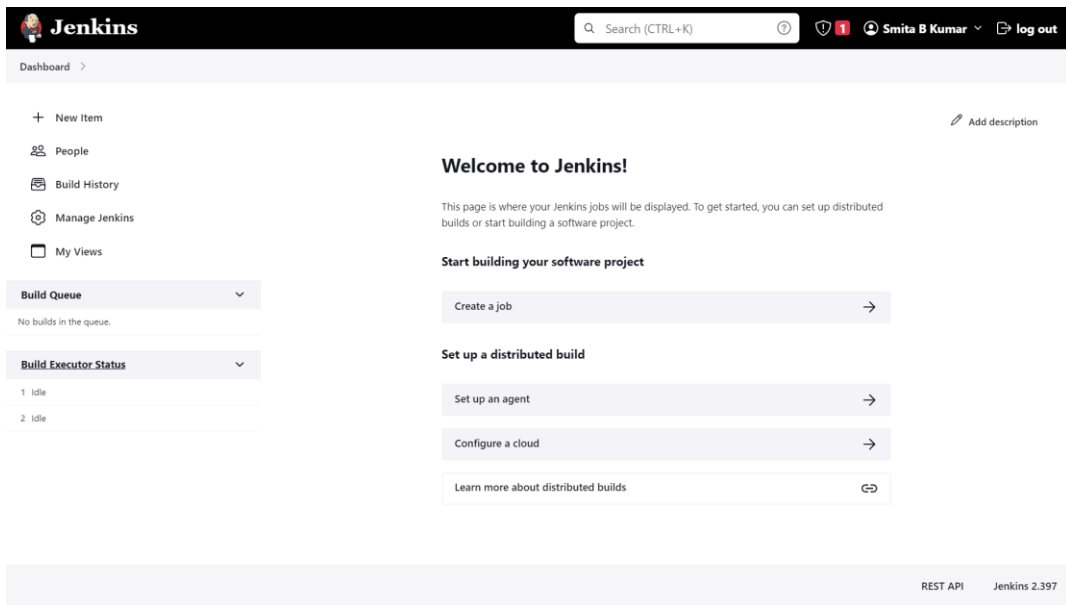 Jenkins
Search (CTRL+K)
1
Smita B Kumar
log out
Dashboard
New Item
People
Build History
Manage Jenkins
My Views
Build Queue
No builds in the queue.
Build Executor Status
1 Idle
2 Idle
Add description
Welcome to Jenkins!
This page is where your Jenkins jobs will be displayed. To get started, you can set up distributed
builds or start building a software project.
Start building your software project
Create a job
Set up a distributed build
Set up an agent
Configure a cloud
Learn more about distributed builds
REST API
Jenkins 2.397